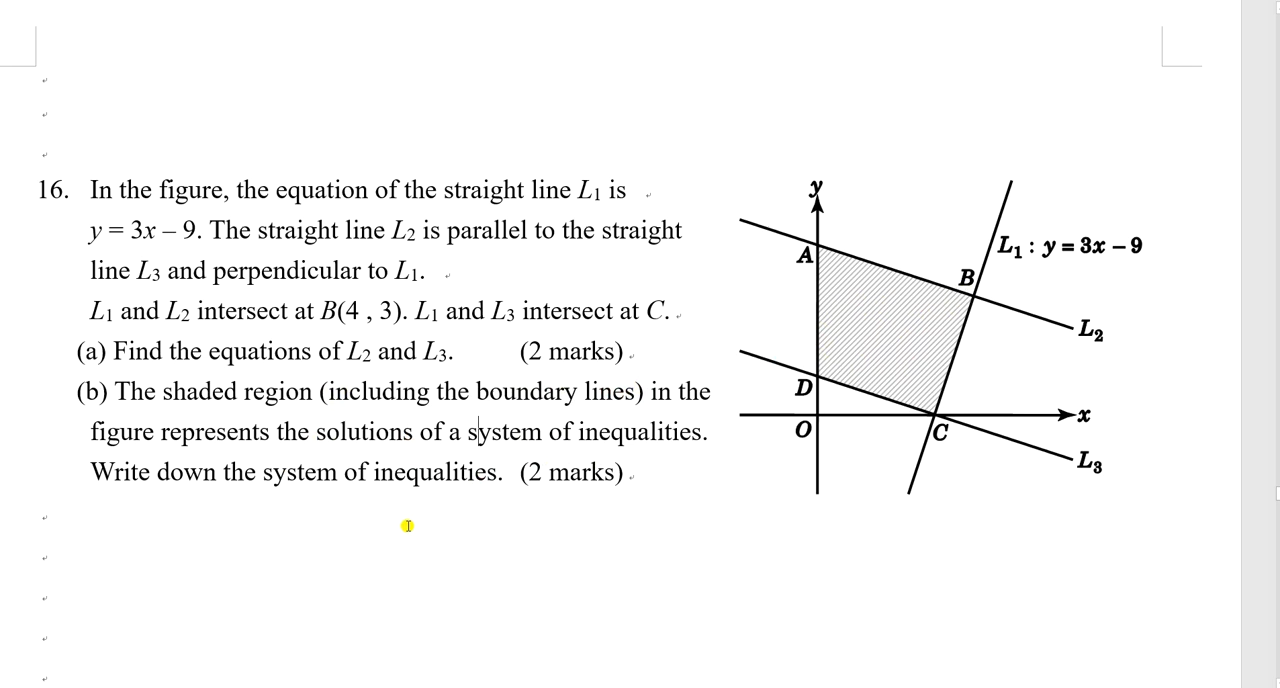 16. In the figure, the equation of the straight line L1 is
y = 3x – 9. The straight line L2 is parallel to the straight
line L3 and perpendicular to L1.
L1 and L2 intersect at B(4 , 3). L1 and L3 intersect at C.
(a) Find the equations of L2 and L3. (2 marks)
(b) The shaded region (including the boundary lines) in the
figure represents the solutions of a system of inequalities.
Write down the system of inequalities. (2 marks)
y
L1 : y = 3x – 9
A
B
L2
D
x
O
C
L3